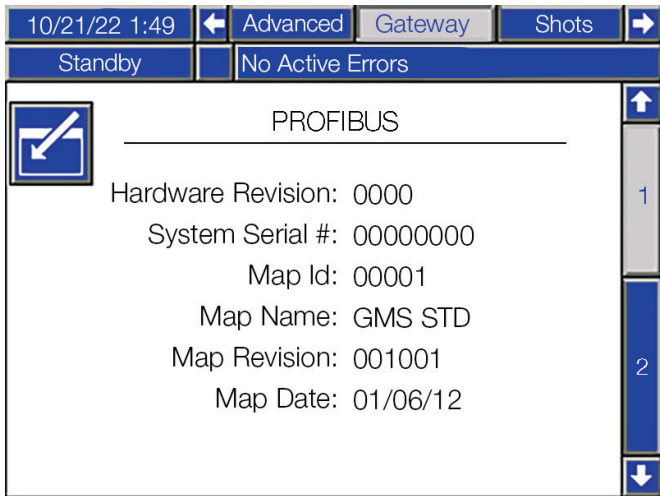 10/21/22 1:49 Advanced Gateway Shots
Standby No Active Errors
PROFIBUS
Hardware Revision: 0000
1
System Serial #: 00000000
Map Id: 00001
Map Name: GMS STD
Map Revision: 001001
2
Map Date: 01/06/12